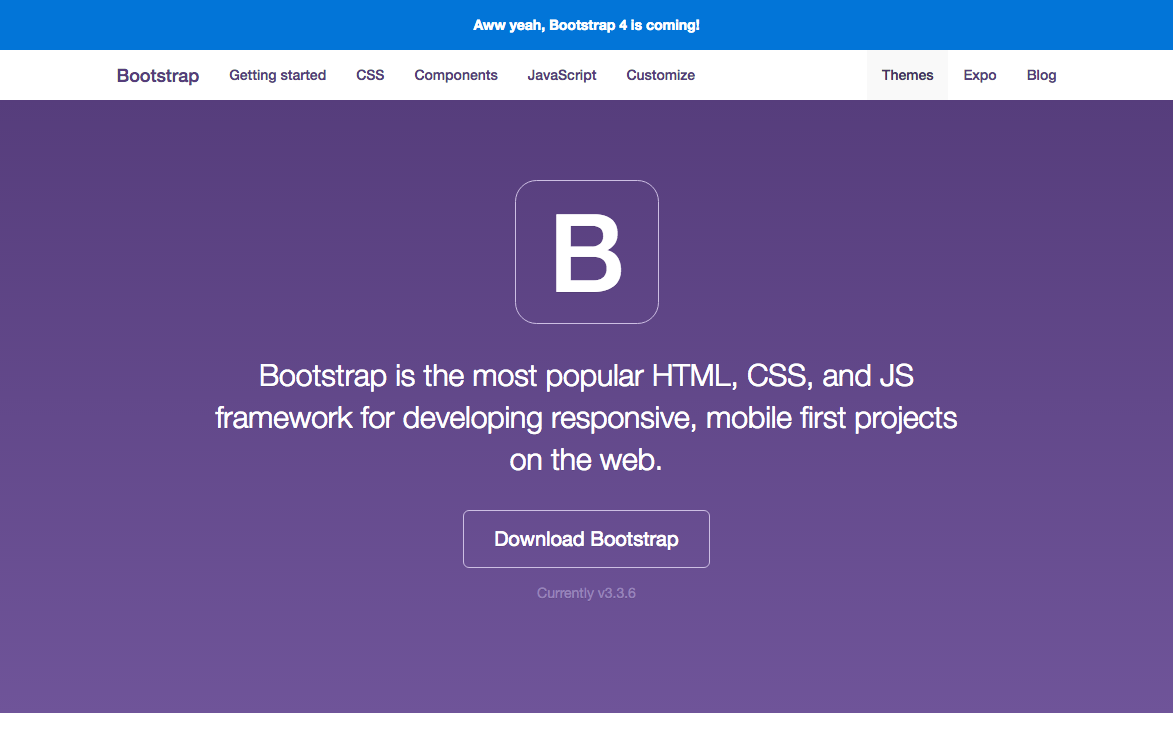 Aww yeah, Bootstrap 4 is coming!
Bootstrap Getting started CSS Components JavaScript Customize Themes Expo Blog
B
Bootstrap is the most popular HTML, CSS, and JS
framework for developing responsive, mobile first projects
on the web.
Download Bootstrap
Currently v3.3.6